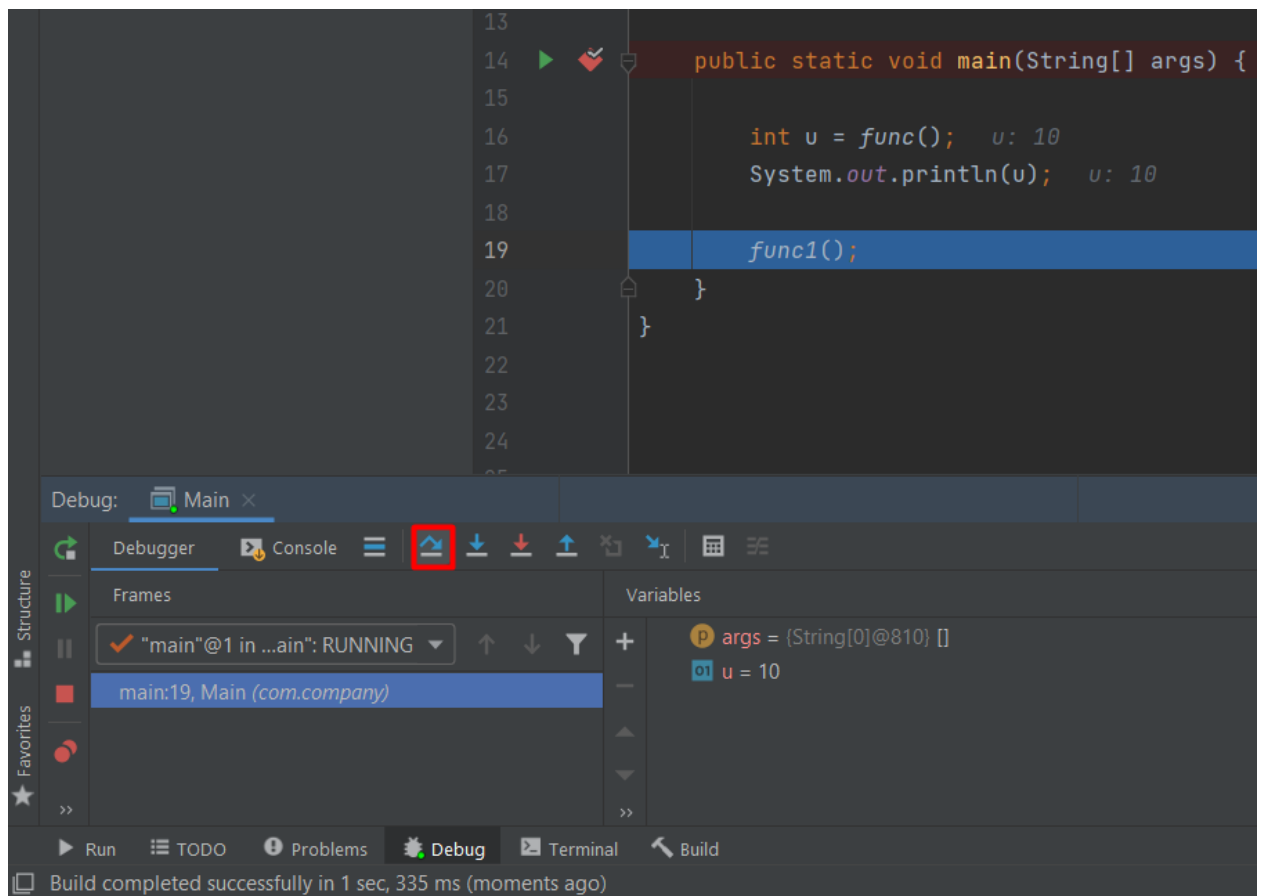 13
14 public static void main(String[] args) {
15
16 int u = func(); u: 10
17 System.out.println(u); u: 10
18
19 func1();
20 }
21 }
22
23
24
Debug: Main
Debugger Console
Frames
Variables
"main"@1 in ...ain": RUNNING
main:19, Main (com.company)
args = {String[0]@810} []
01 u = 10
Structure
Favorites
Run TODO Problems Debug Terminal Build
Build completed successfully in 1 sec, 335 ms (moments ago)